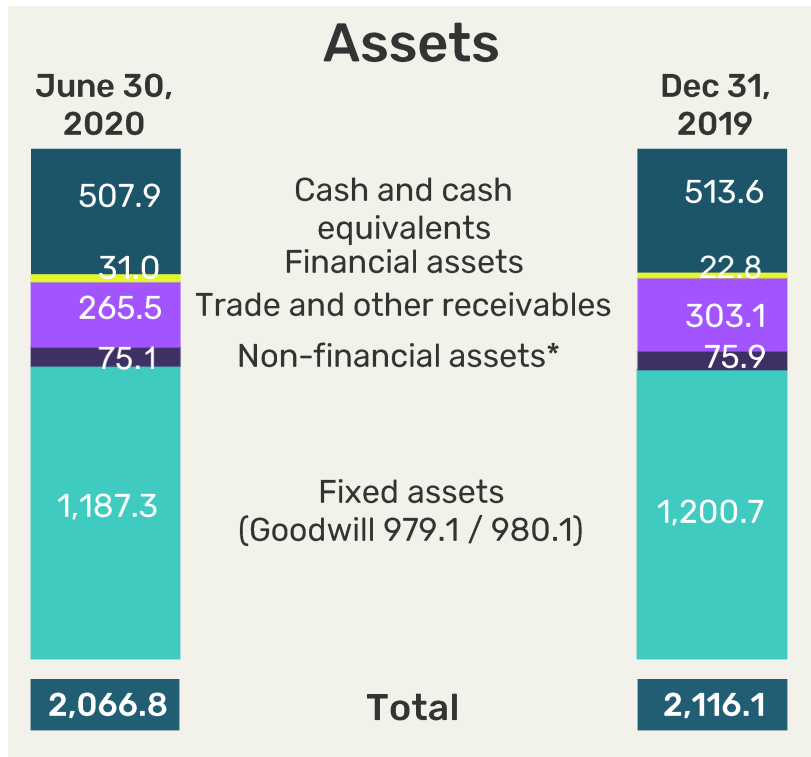 Assets
June 30,
2020
Dec 31,
2019
507.9
Cash and cash
equivalents
513.6
31.0
Financial assets
22.8
265.5
Trade and other receivables
303.1
75.1
Non-financial assets*
75.9
1,187.3
Fixed assets
(Goodwill 979.1 / 980.1)
1,200.7
2,066.8
Total
2,116.1